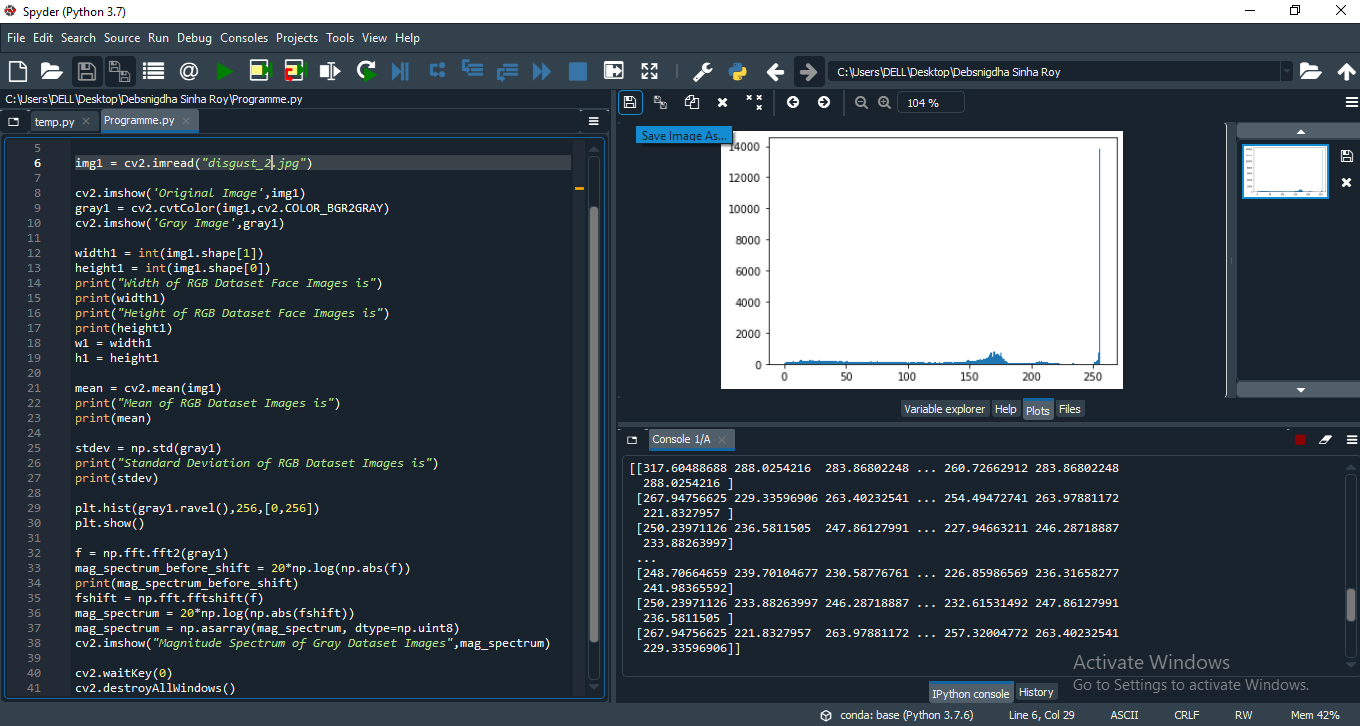 Spyder (Python 3.7)
File Edit Search Source Run Debug Consoles Projects Tools View Help
C:\Users\DELL\Desktop\Debsnigdha Sinha Roy
C:\Users\DELL\Desktop\Debsnigdha Sinha Roy\Programme.py
temp.py Programme.py
5
6 img1 = cv2.imread("disgust_2.jpg")
7
8 cv2.imshow('Original Image',img1)
9 gray1 = cv2.cvtColor(img1,cv2.COLOR_BGR2GRAY)
10 cv2.imshow('Gray Image',gray1)
11
12 width1 = int(img1.shape[1])
13 height1 = int(img1.shape[0])
14 print("Width of RGB Dataset Face Images is")
15 print(width1)
16 print("Height of RGB Dataset Face Images is")
17 print(height1)
18 w1 = width1
19 h1 = height1
20
21 mean = cv2.mean(img1)
22 print("Mean of RGB Dataset Images is")
23 print(mean)
24
25 stdev = np.std(gray1)
26 print("Standard Deviation of RGB Dataset Images is")
27 print(stdev)
28
29 plt.hist(gray1.ravel(),256,[0,256])
30 plt.show()
31
32 f = np.fft.fft2(gray1)
33 mag_spectrum_before_shift = 20*np.log(np.abs(f))
34 print(mag_spectrum_before_shift)
35 fshift = np.fft.fftshift(f)
36 mag_spectrum = 20*np.log(np.abs(fshift))
37 mag_spectrum = np.asarray(mag_spectrum, dtype=np.uint8)
38 cv2.imshow("Magnitude Spectrum of Gray Dataset Images",mag_spectrum)
39
40 cv2.waitKey(0)
41 cv2.destroyAllWindows()
104 %
Save Image As...
14000
12000
10000
8000
6000
4000
2000
0
0 50 100 150 200 250
Variable explorer Help Plots Files
Console 1/A
[[317.60488688 288.0254216 283.86802248 ... 260.72662912 283.86802248
288.0254216 ]
[267.94756625 229.33596906 263.40232541 ... 254.49472741 263.97881172
221.8327957 ]
[250.23971126 236.5811505 247.86127991 ... 227.94663211 246.28718887
233.88263997]
...
[248.70664659 239.70104677 230.58776761 ... 226.85986569 236.31658277
241.98365592]
[250.23971126 233.88263997 246.28718887 ... 232.61531492 247.86127991
236.5811505 ]
[267.94756625 221.8327957 263.97881172 ... 257.32004772 263.40232541
229.33596906]]
Activate Windows
Go to Settings to activate Windows.
IPython console History
conda: base (Python 3.7.6) Line 6, Col 29 ASCII CRLF RW Mem 42%